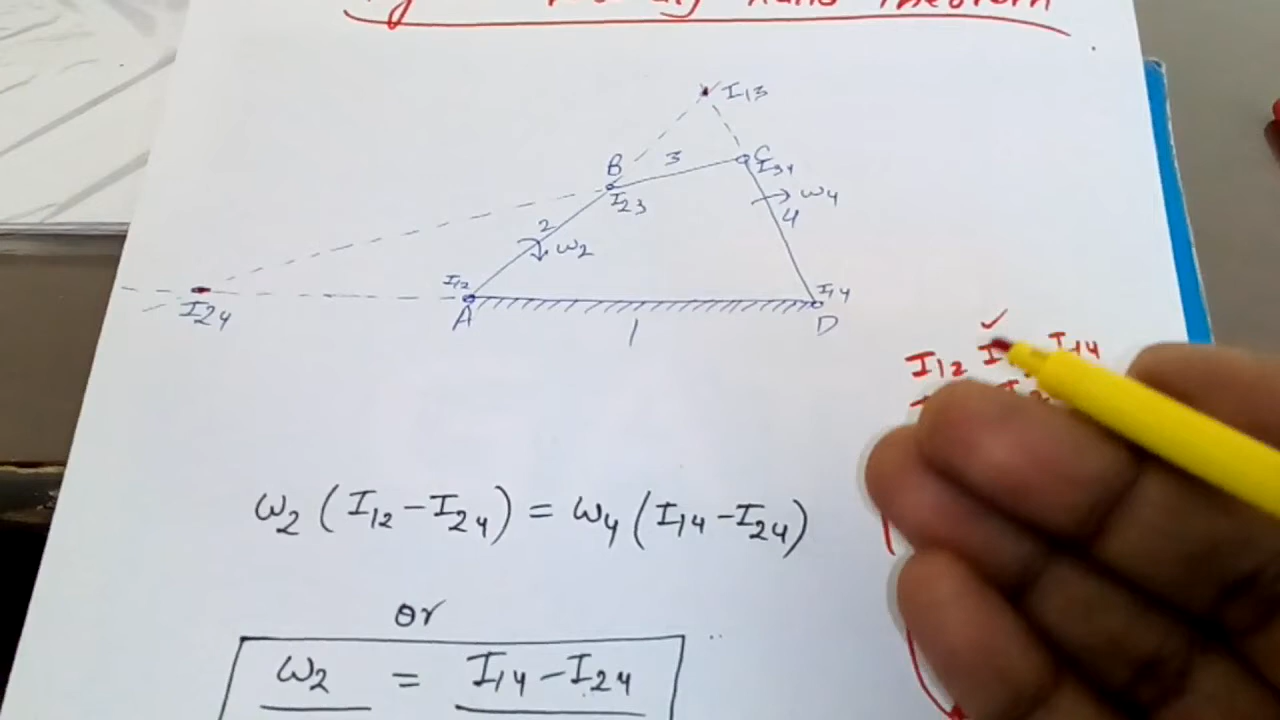 Theorem
I13
B
3
C
I34
I23
ω4
4
2
ω2
I12
I14
I24
A
D
1
I12 I14
ω2 (I12 - I24) = ω4 (I14 - I24)
or
ω2 = I14 - I24